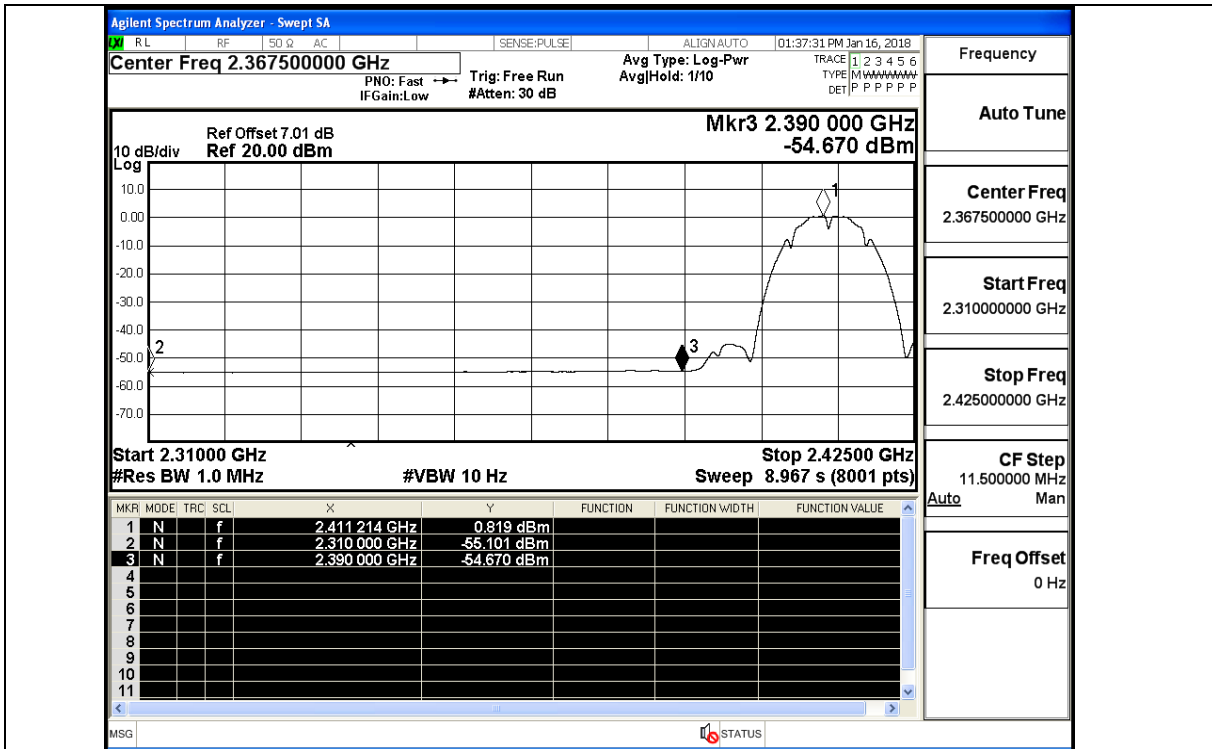 Agilent Spectrum Analyzer - Swept SA
LXI RL RF 50 Ω AC SENSE:PULSE ALIGNAUTO 01:37:31 PM Jan 16, 2018
Center Freq 2.367500000 GHz
PNO: Fast
IFGain:Low
Trig: Free Run
#Atten: 30 dB
Avg Type: Log-Pwr
Avg|Hold: 1/10
TRACE 1 2 3 4 5 6
TYPE M W W W W W
DET P P P P P P
Mkr3 2.390 000 GHz
-54.670 dBm
Ref Offset 7.01 dB
10 dB/div Ref 20.00 dBm
Log
10.0
0.00
-10.0
-20.0
-30.0
-40.0
-50.0
-60.0
-70.0
1
2
3
Start 2.31000 GHz Stop 2.42500 GHz
#Res BW 1.0 MHz #VBW 10 Hz Sweep 8.967 s (8001 pts)
MKR MODE TRC SCL X Y FUNCTION FUNCTION WIDTH FUNCTION VALUE
1 N f 2.411 214 GHz 0.819 dBm
2 N f 2.310 000 GHz -55.101 dBm
3 N f 2.390 000 GHz -54.670 dBm
4
5
6
7
8
9
10
11
MSG STATUS
Frequency
Auto Tune
Center Freq
2.367500000 GHz
Start Freq
2.310000000 GHz
Stop Freq
2.425000000 GHz
CF Step
11.500000 MHz
Auto Man
Freq Offset
0 Hz